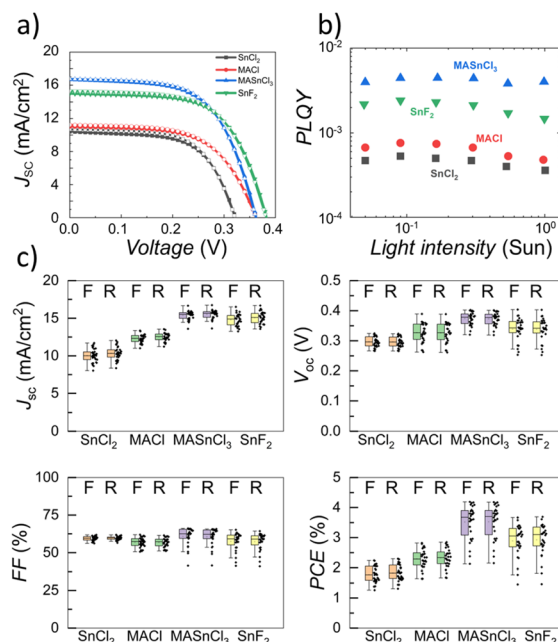 a)
J_sc (mA/cm²)
20
16
12
8
4
0
0.0 0.1 0.2 0.3 0.4
Voltage (V)
SnCl₂
MACl
MASnCl₃
SnF₂
b)
PLQY
10⁻²
10⁻³
10⁻⁴
MASnCl₃
SnF₂
MACl
SnCl₂
10⁻¹ 10⁰
Light intensity (Sun)
c)
J_sc (mA/cm²)
20
15
10
5
0
F R F R F R F R
SnCl₂ MACl MASnCl₃ SnF₂
V_oc (V)
0.5
0.4
0.3
0.2
0.1
0.0
F R F R F R F R
SnCl₂ MACl MASnCl₃ SnF₂
FF (%)
100
75
50
25
0
F R F R F R F R
SnCl₂ MACl MASnCl₃ SnF₂
PCE (%)
5
4
3
2
1
0
F R F R F R F R
SnCl₂ MACl MASnCl₃ SnF₂